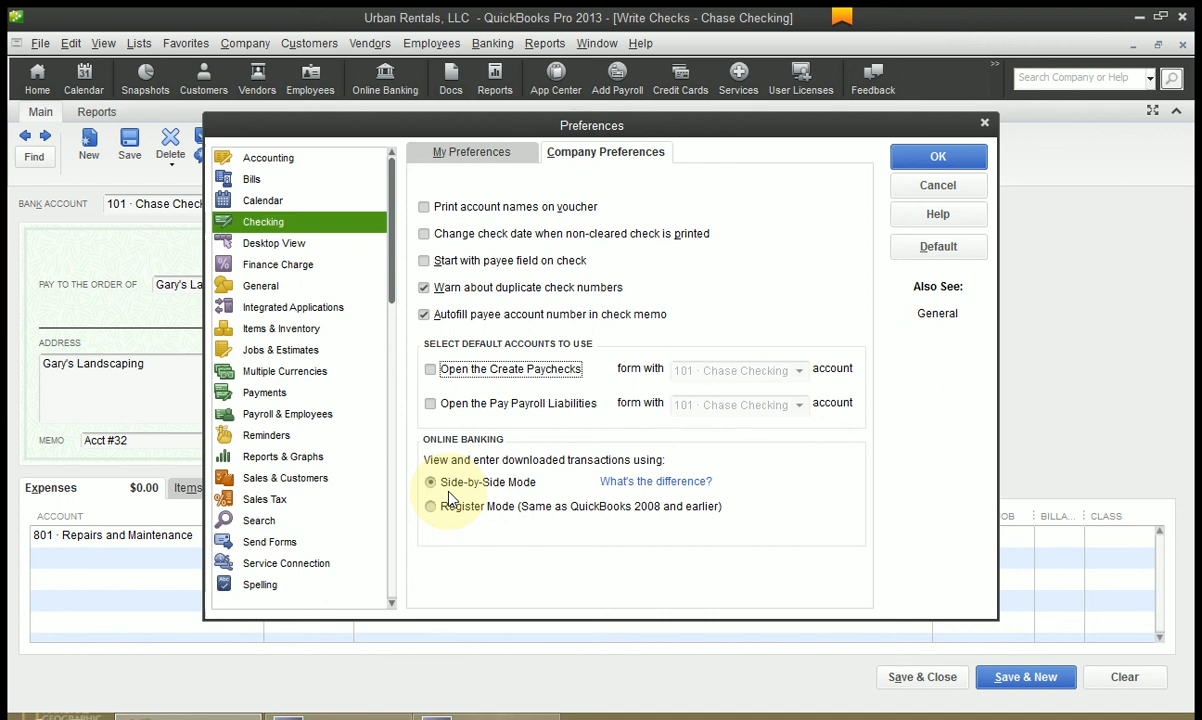 Urban Rentals, LLC - QuickBooks Pro 2013 - [Write Checks - Chase Checking]
File Edit View Lists Favorites Company Customers Vendors Employees Banking Reports Window Help
31
Home Calendar Snapshots Customers Vendors Employees Online Banking Docs Reports App Center Add Payroll Credit Cards Services User Licenses Feedback
Search Company or Help
Main Reports
Find New Save Delete
BANK ACCOUNT 101 · Chase Check
PAY TO THE ORDER OF Gary's La
ADDRESS
Gary's Landscaping
MEMO Acct #32
Expenses $0.00 Items
ACCOUNT
801 · Repairs and Maintenance
OB BILLA... CLASS
Preferences
Accounting
Bills
Calendar
Checking
Desktop View
Finance Charge
General
Integrated Applications
Items & Inventory
Jobs & Estimates
Multiple Currencies
Payments
Payroll & Employees
Reminders
Reports & Graphs
Sales & Customers
Sales Tax
Search
Send Forms
Service Connection
Spelling
My Preferences Company Preferences
Print account names on voucher
Change check date when non-cleared check is printed
Start with payee field on check
Warn about duplicate check numbers
Autofill payee account number in check memo
SELECT DEFAULT ACCOUNTS TO USE
Open the Create Paychecks form with 101 · Chase Checking account
Open the Pay Payroll Liabilities form with 101 · Chase Checking account
ONLINE BANKING
View and enter downloaded transactions using:
Side-by-Side Mode What's the difference?
Register Mode (Same as QuickBooks 2008 and earlier)
OK
Cancel
Help
Default
Also See:
General
Save & Close Save & New Clear